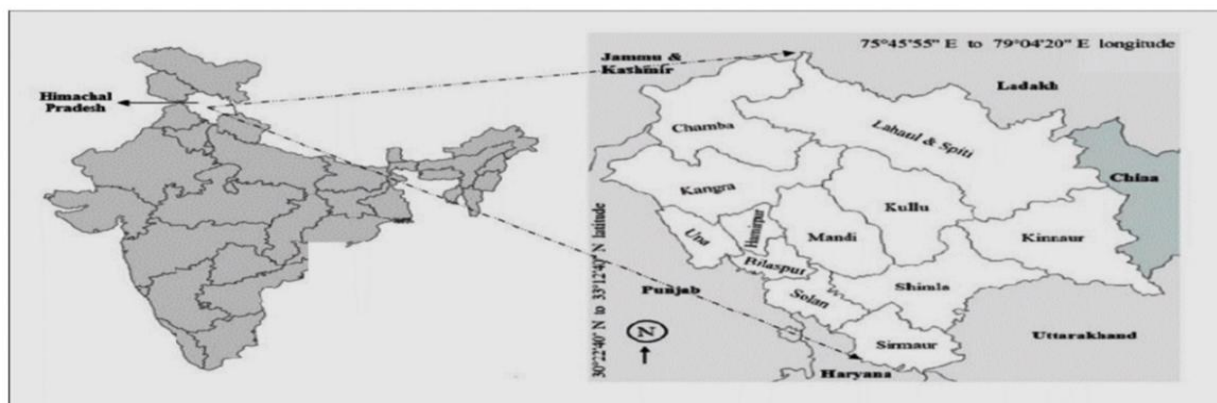 Himachal
Pradesh
75°45'55" E to 79°04'20" E longitude
Jammu &
Kashmir
Ladakh
Chamba
Lahaul & Spiti
China
Kangra
Kullu
Hamirpur
Una
Mandi
Kinnaur
Bilaspur
Shimla
Punjab
Solan
30°22'40" N to 33°12'40" N latitude
N
Uttarakhand
Sirmaur
Haryana